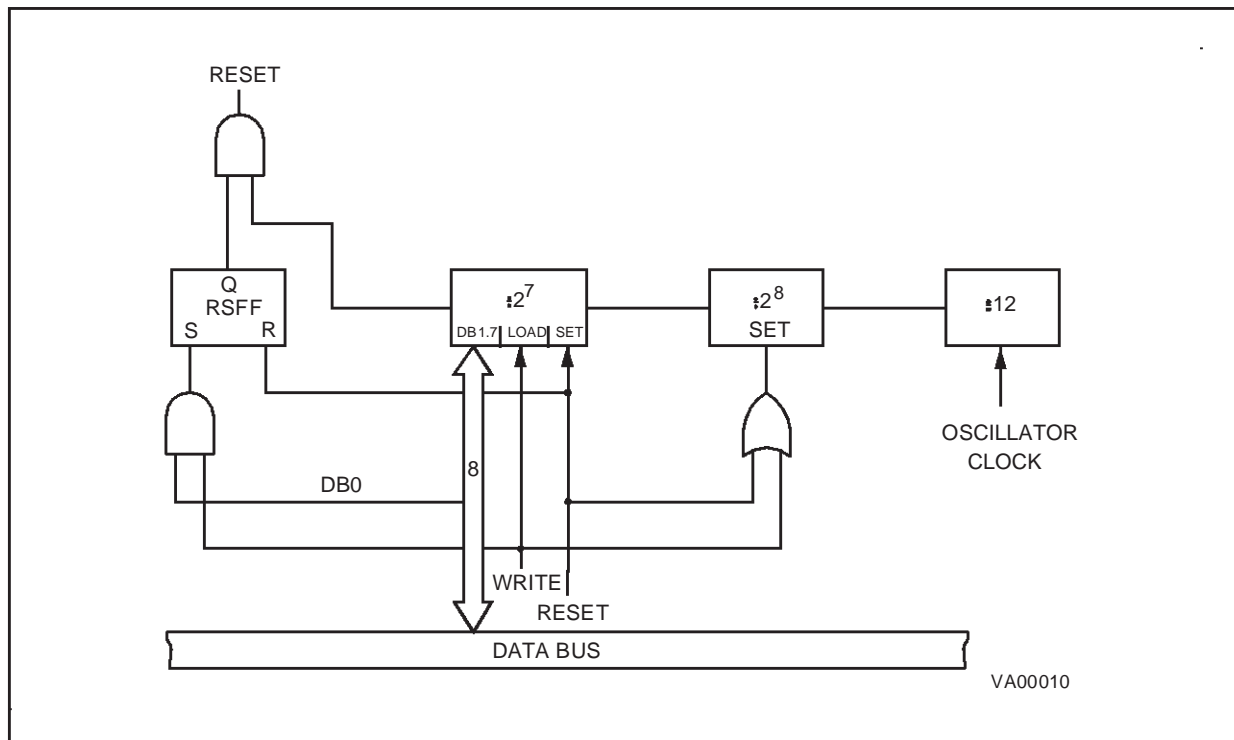 RESET
Q
RSFF
S R
:2⁷
DB1.7 LOAD SET
:2⁸
SET
:12
OSCILLATOR
CLOCK
8
DB0
WRITE
RESET
DATA BUS
VA00010